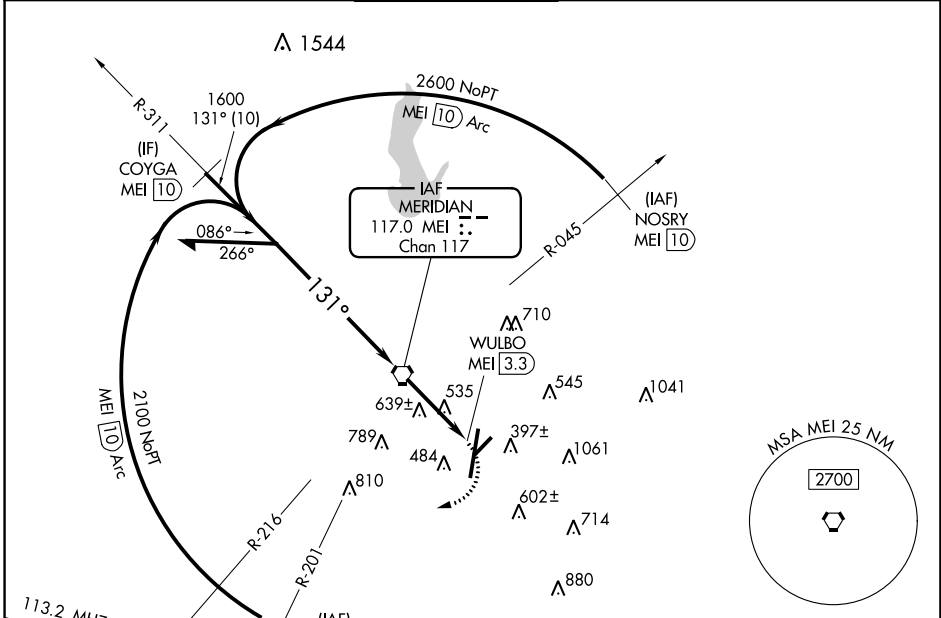 1544
2600 NoPT
MEI 10 Arc
R-311
1600
131° (10)
(IF)
COYGA
MEI 10
IAF
MERIDIAN
117.0 MEI
Chan 117
(IAF)
NOSRY
MEI 10
R-045
086°
266°
131°
710
WULBO
MEI 3.3
535
545
1041
639±
2100 NoPT
MEI 10 Arc
789
484
397±
1061
MSA MEI 25 NM
2700
810
602±
714
R-216
R-201
880
113.2
(IAF)